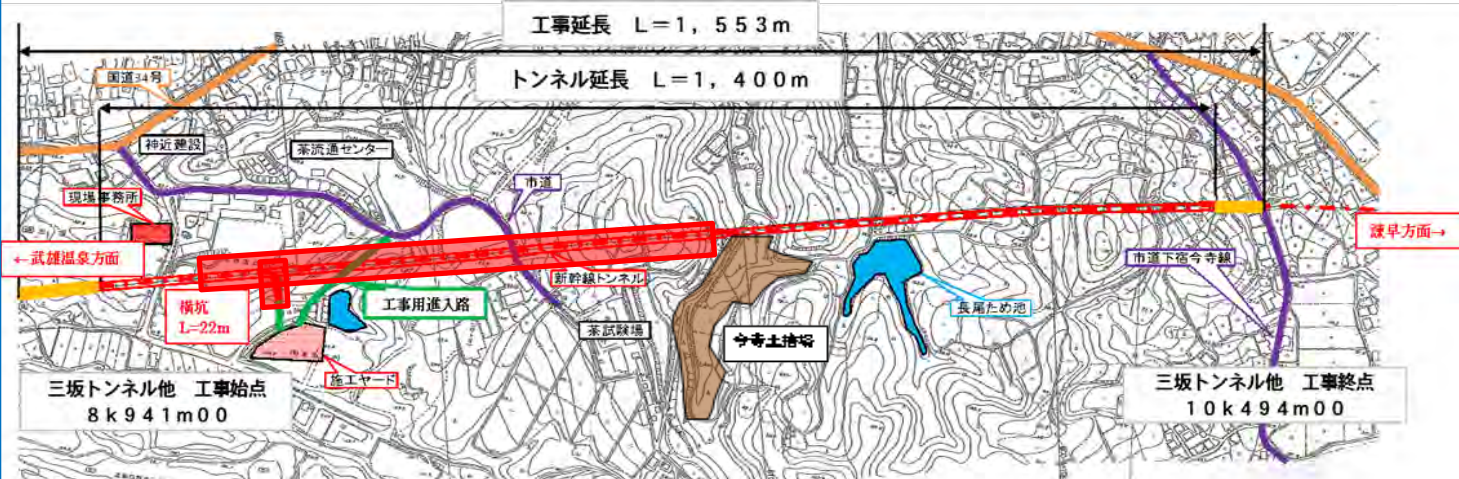 工事延長　L＝１，５５３m
トンネル延長　L＝１，４００m
国道34号
神近建設
茶流通センター
市道
現場事務所
←武雄温泉方面
諫早方面→
新幹線トンネル
市道下宿今寺線
横坑
L=22m
工事用進入路
長尾ため池
茶試験場
今寺土捨場
施工ヤード
三坂トンネル他　工事始点
８ｋ９４１ｍ００
三坂トンネル他　工事終点
１０ｋ４９４ｍ００